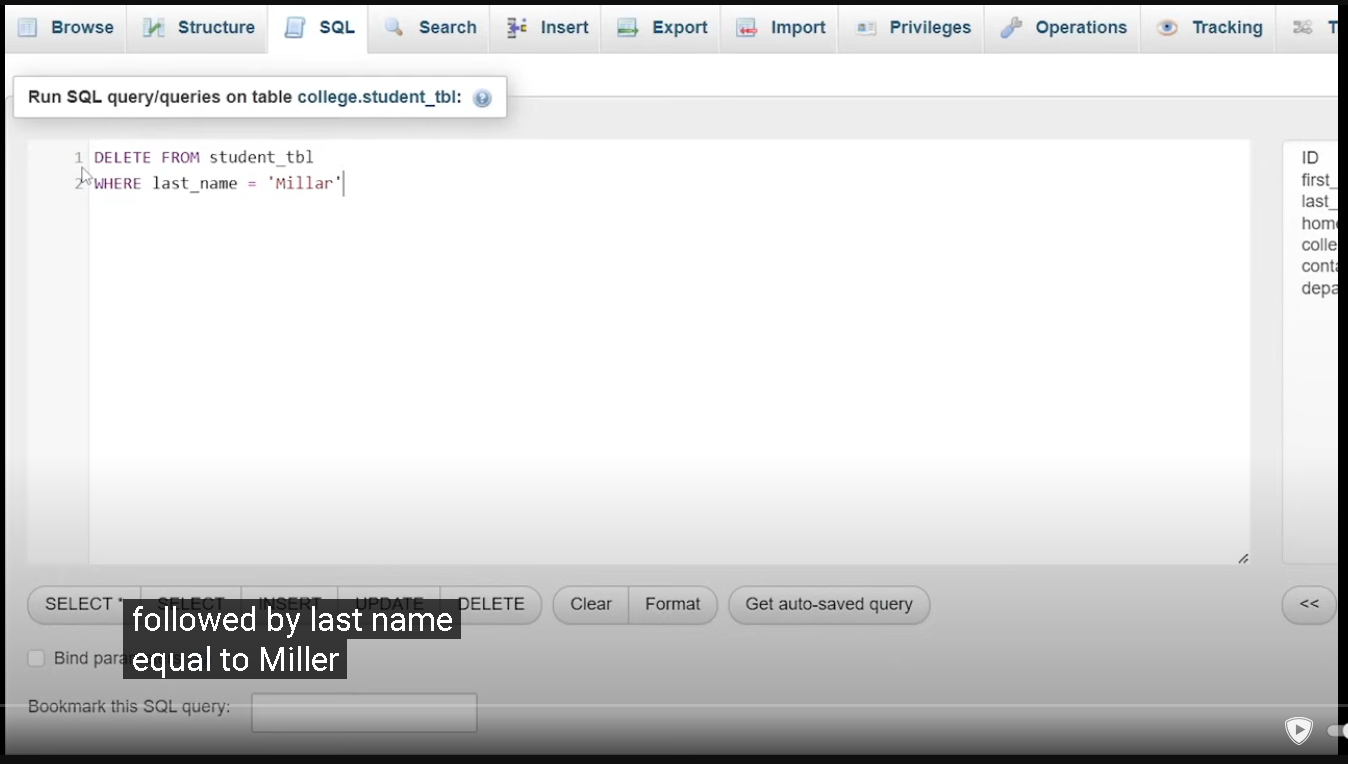 Browse Structure SQL Search Insert Export Import Privileges Operations Tracking
Run SQL query/queries on table college.student_tbl:
1 DELETE FROM student_tbl
2 WHERE last_name = 'Millar'
ID
first_
last_
home
colle
conta
depa
SELECT * SELECT INSERT UPDATE DELETE Clear Format Get auto-saved query <<
followed by last name
equal to Miller
Bind para
Bookmark this SQL query: